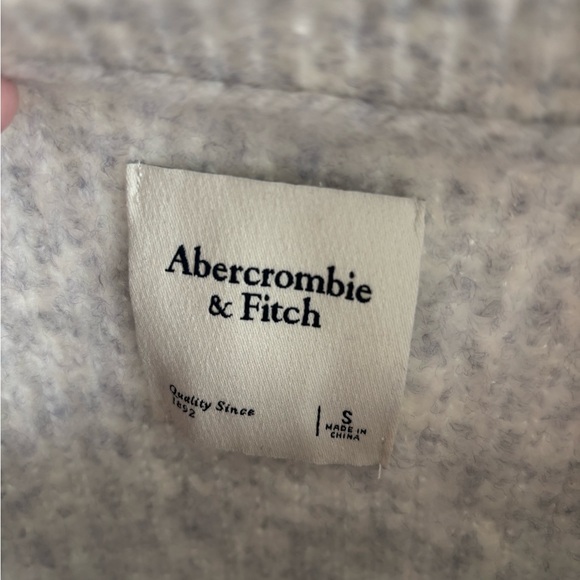 Abercrombie
& Fitch
Quality Since
1892
S
MADE IN
CHINA